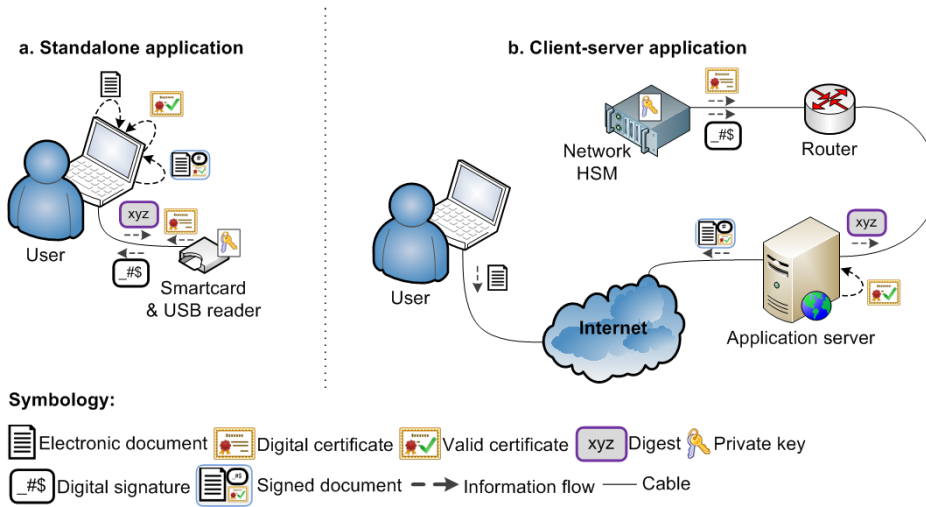 a. Standalone application
b. Client-server application
_#$
Network
HSM
Router
xyz
User
_#$
Smartcard
& USB reader
xyz
User
Internet
Application server
Symbology:
Electronic document
Digital certificate
Valid certificate
xyz
Digest
Private key
_#$
Digital signature
_#$
Signed document
Information flow
Cable